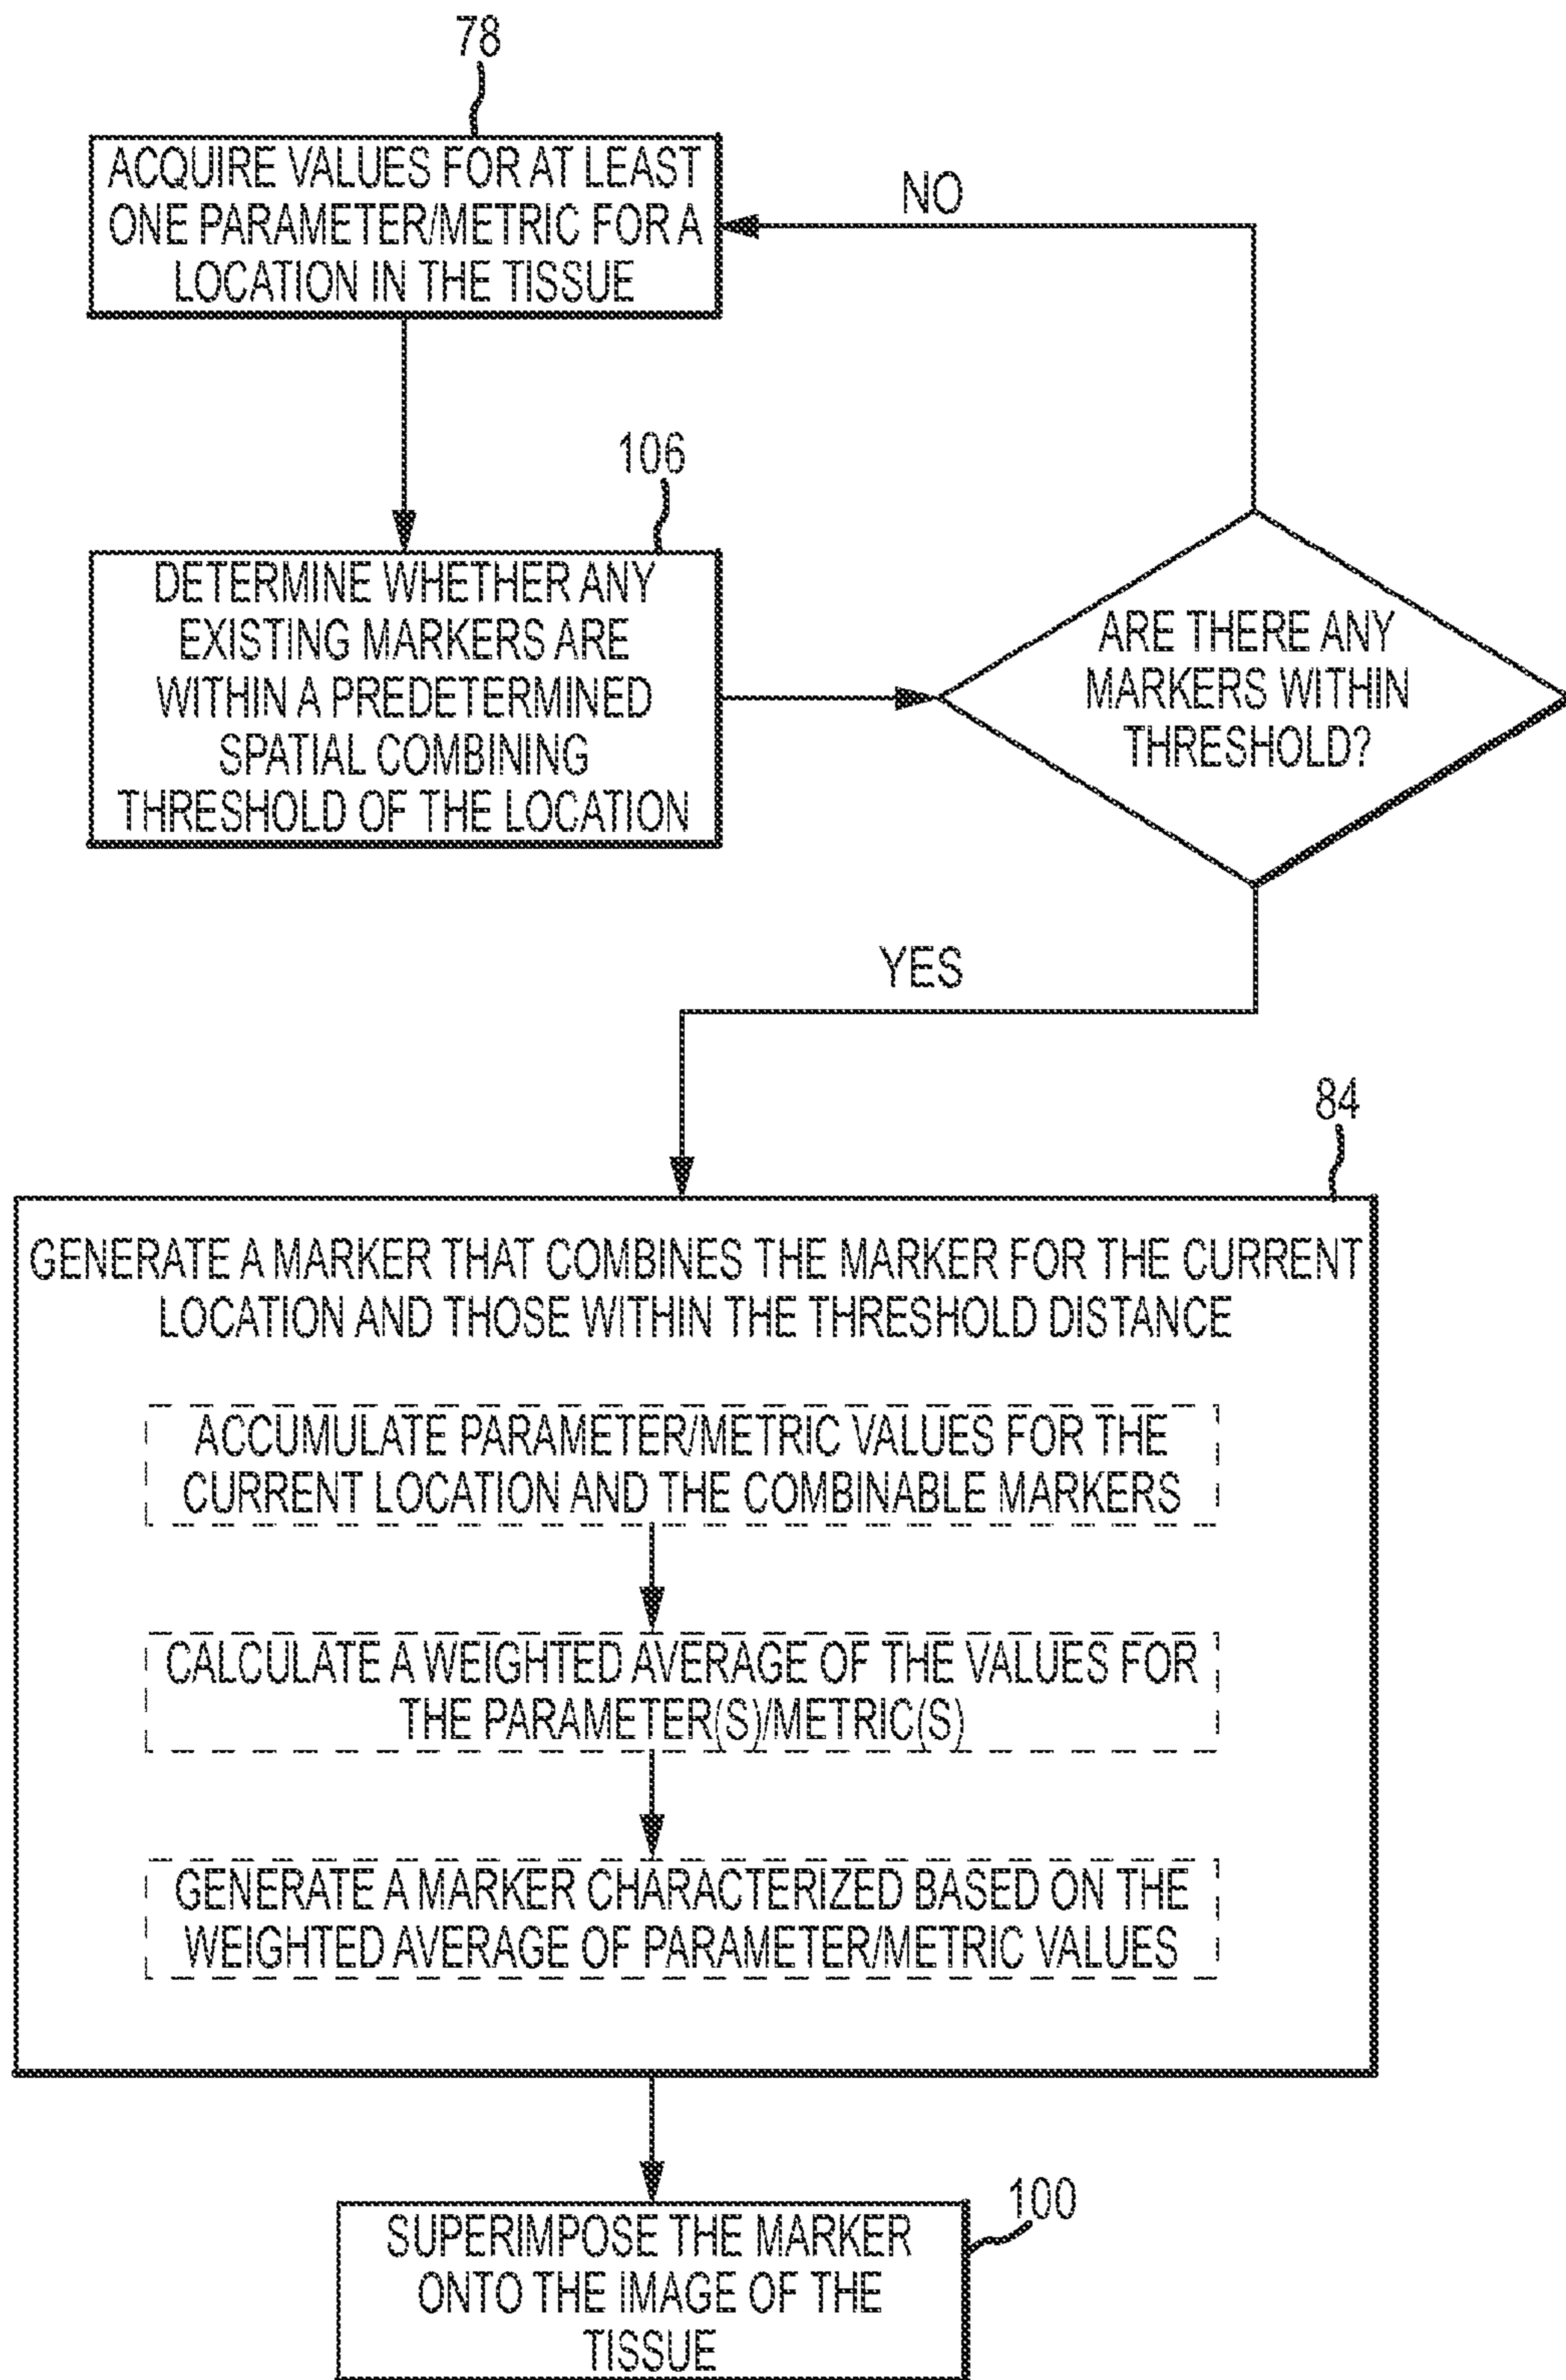 78
ACQUIRE VALUES FOR AT LEAST
ONE PARAMETER/METRIC FOR A
LOCATION IN THE TISSUE
NO
106
DETERMINE WHETHER ANY
EXISTING MARKERS ARE
WITHIN A PREDETERMINED
SPATIAL COMBINING
THRESHOLD OF THE LOCATION
ARE THERE ANY
MARKERS WITHIN
THRESHOLD?
YES
84
GENERATE A MARKER THAT COMBINES THE MARKER FOR THE CURRENT
LOCATION AND THOSE WITHIN THE THRESHOLD DISTANCE
ACCUMULATE PARAMETER/METRIC VALUES FOR THE
CURRENT LOCATION AND THE COMBINABLE MARKERS
CALCULATE A WEIGHTED AVERAGE OF THE VALUES FOR
THE PARAMETER(S)/METRIC(S)
GENERATE A MARKER CHARACTERIZED BASED ON THE
WEIGHTED AVERAGE OF PARAMETER/METRIC VALUES
100
SUPERIMPOSE THE MARKER
ONTO THE IMAGE OF THE
TISSUE